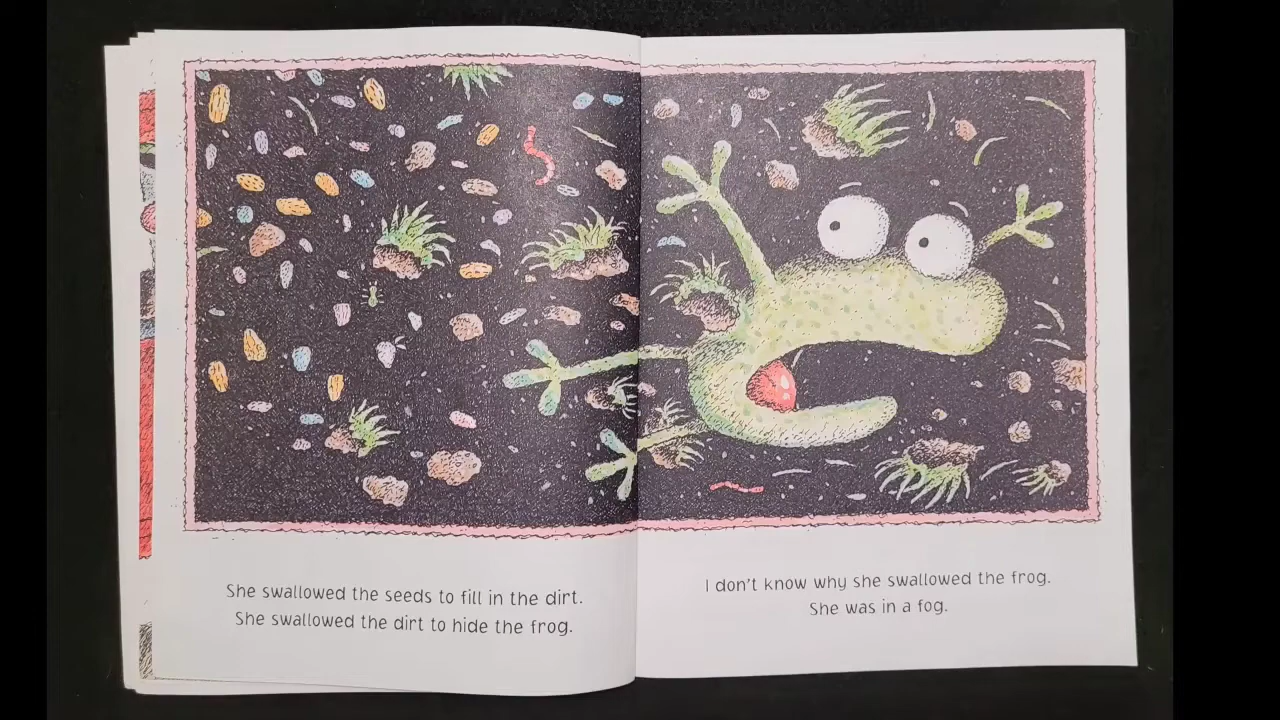 She swallowed the seeds to fill in the dirt.
She swallowed the dirt to hide the frog.
I don't know why she swallowed the frog.
She was in a fog.